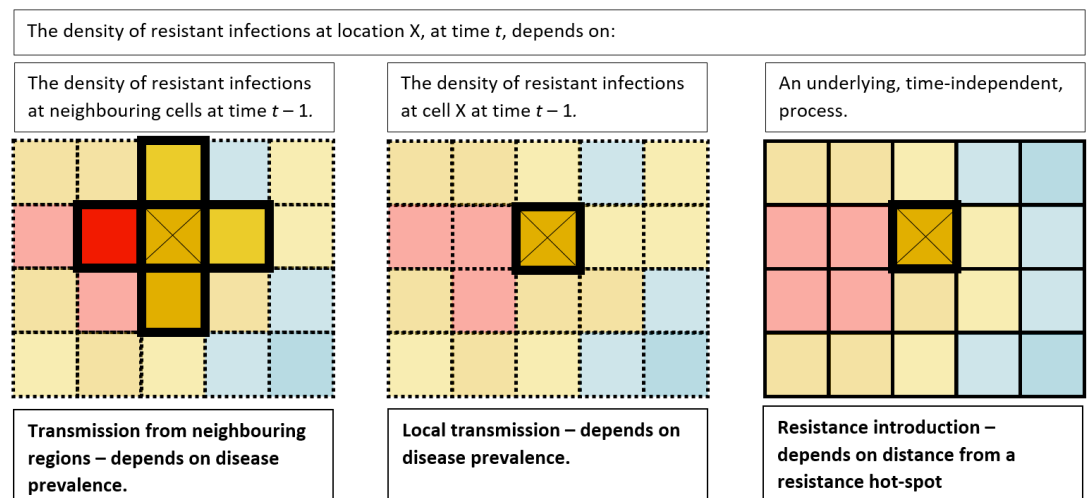 The density of resistant infections at location X, at time t, depends on:
The density of resistant infections
at neighbouring cells at time t – 1.
The density of resistant infections
at cell X at time t – 1.
An underlying, time-independent,
process.
Transmission from neighbouring
regions – depends on disease
prevalence.
Local transmission – depends on
disease prevalence.
Resistance introduction –
depends on distance from a
resistance hot-spot